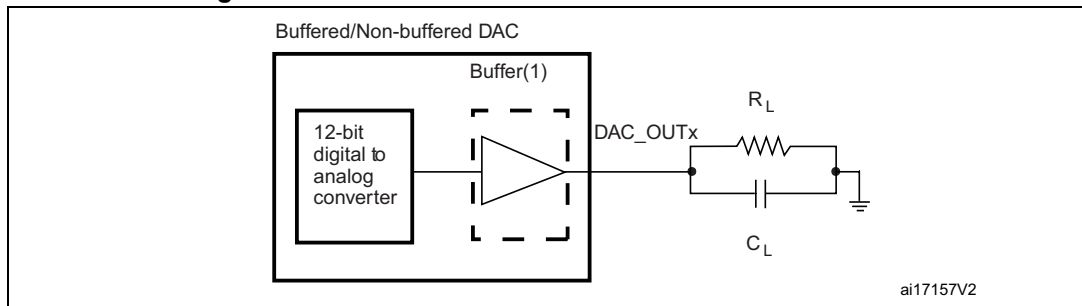 Buffered/Non-buffered DAC
Buffer(1)
12-bit
digital to
analog
converter
DAC_OUTx
R L
C L
ai17157V2